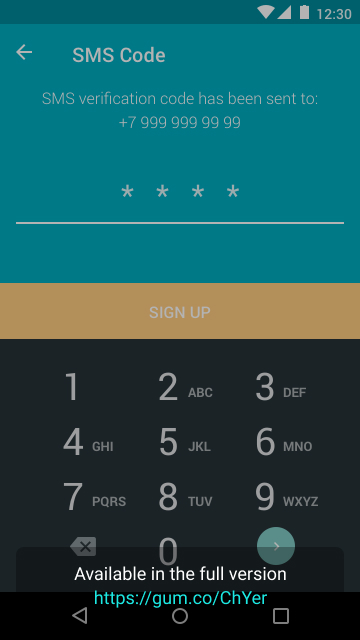 12:30
SMS Code
SMS verification code has been sent to:
+7 999 999 99 99
* * * *
SIGN UP
1 2 ABC 3 DEF
4 GHI 5 JKL 6 MNO
7 PQRS 8 TUV 9 WXYZ
0
Available in the full version
https://gum.co/ChYer